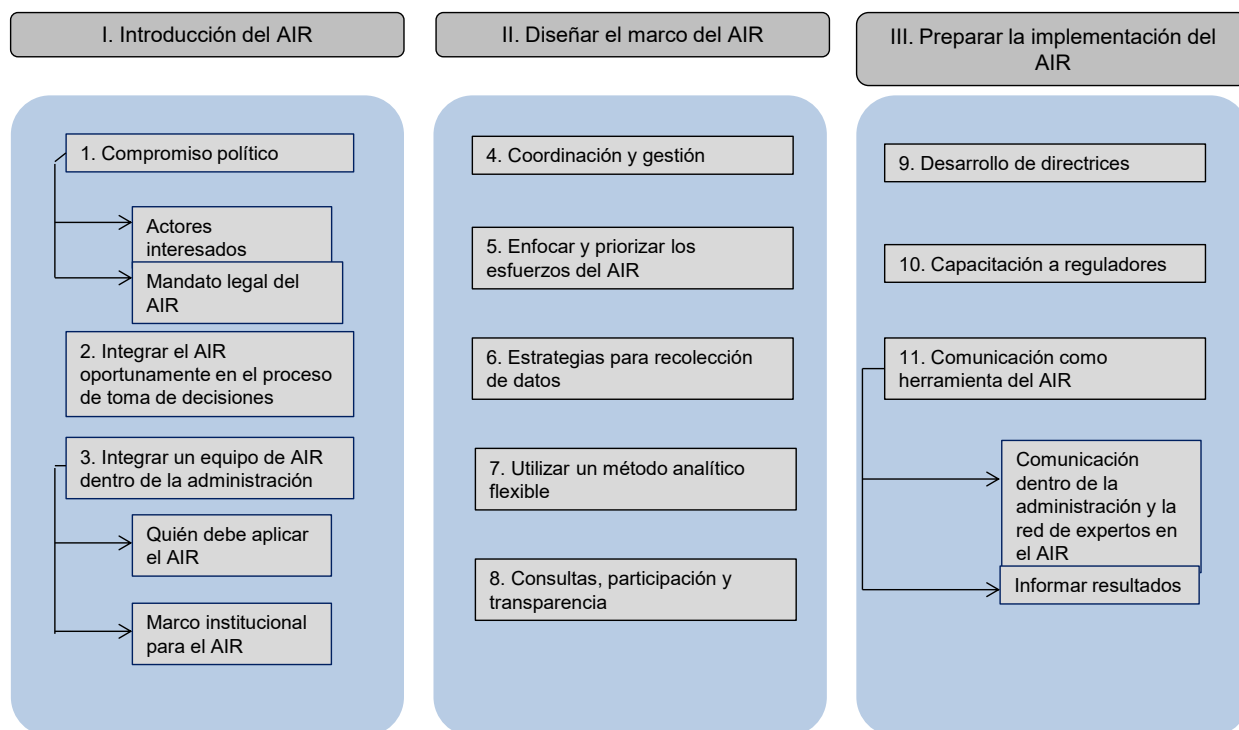 I. Introducción del AIR
1. Compromiso político
Actores
interesados
Mandato legal del
AIR
2. Integrar el AIR
oportunamente en el proceso
de toma de decisiones
3. Integrar un equipo de AIR
dentro de la administración
Quién debe aplicar
el AIR
Marco institucional
para el AIR
II. Diseñar el marco del AIR
4. Coordinación y gestión
5. Enfocar y priorizar los
esfuerzos del AIR
6. Estrategias para recolección
de datos
7. Utilizar un método analítico
flexible
8. Consultas, participación y
transparencia
III. Preparar la implementación del
AIR
9. Desarrollo de directrices
10. Capacitación a reguladores
11. Comunicación como
herramienta del AIR
Comunicación
dentro de la
administración y la
red de expertos en
el AIR
Informar resultados